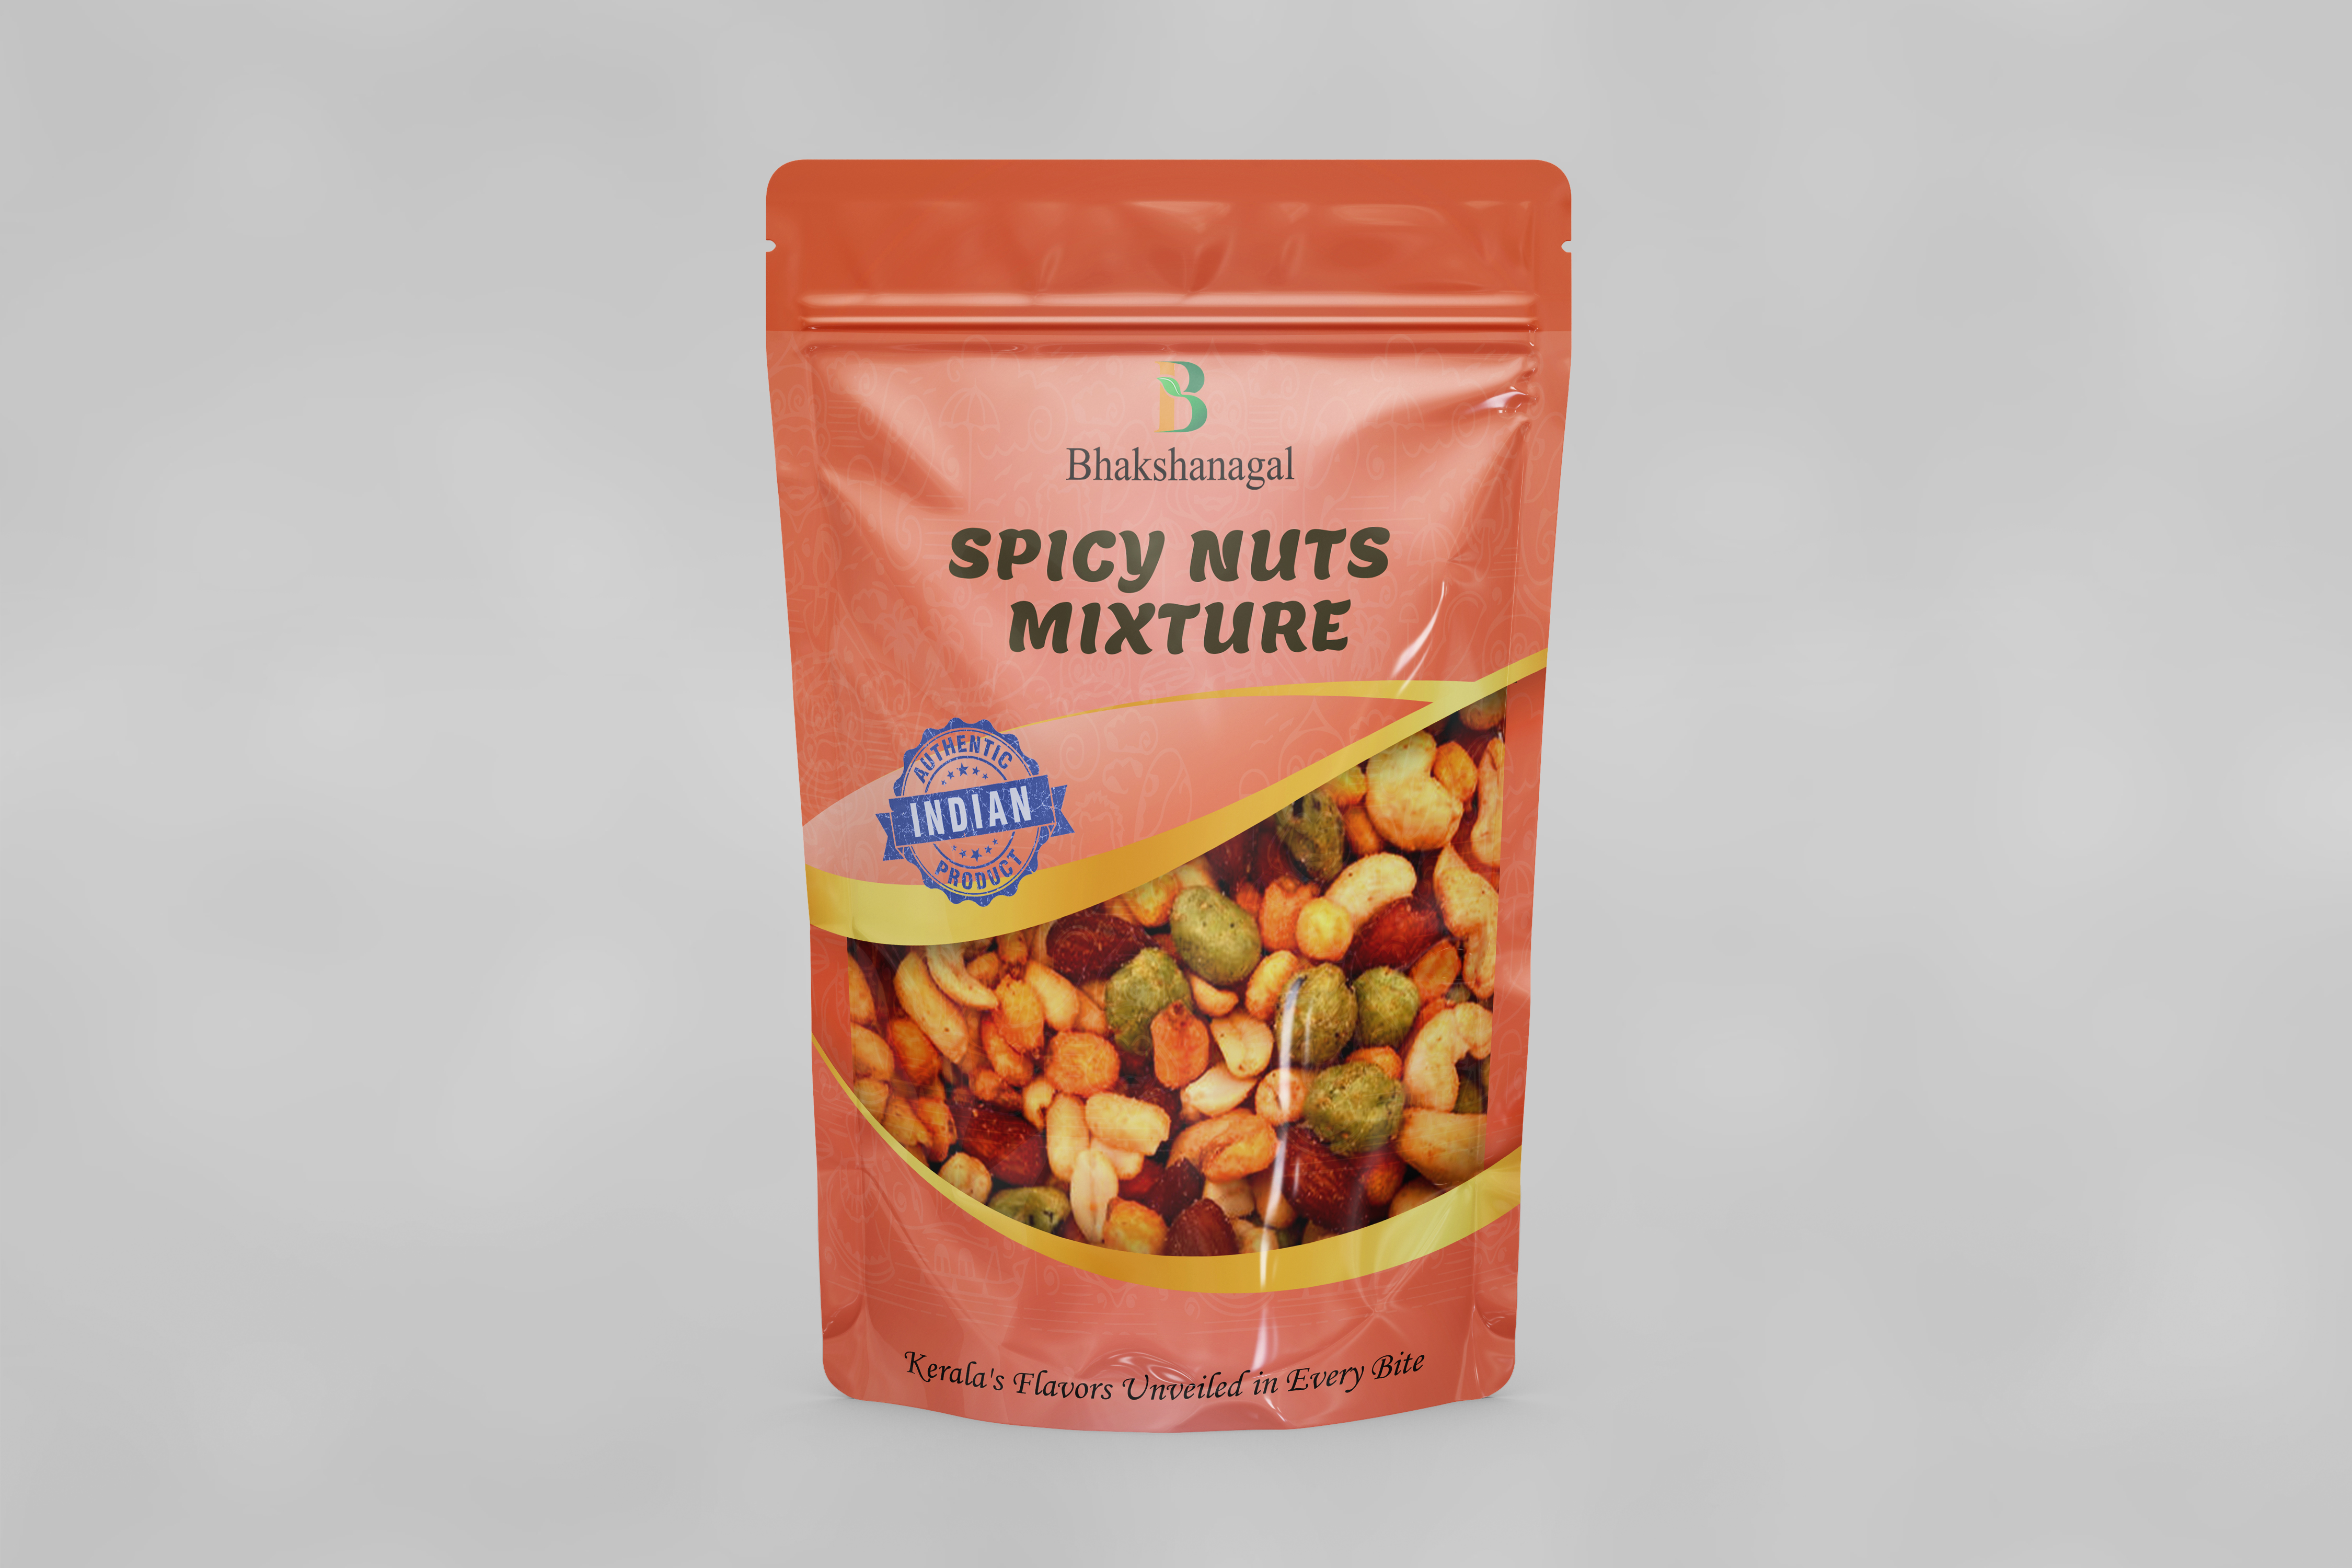 B
Bhakshanagal
SPICY NUTS
MIXTURE
AUTHENTIC
INDIAN
PRODUCT
Kerala's Flavors Unveiled in Every Bite